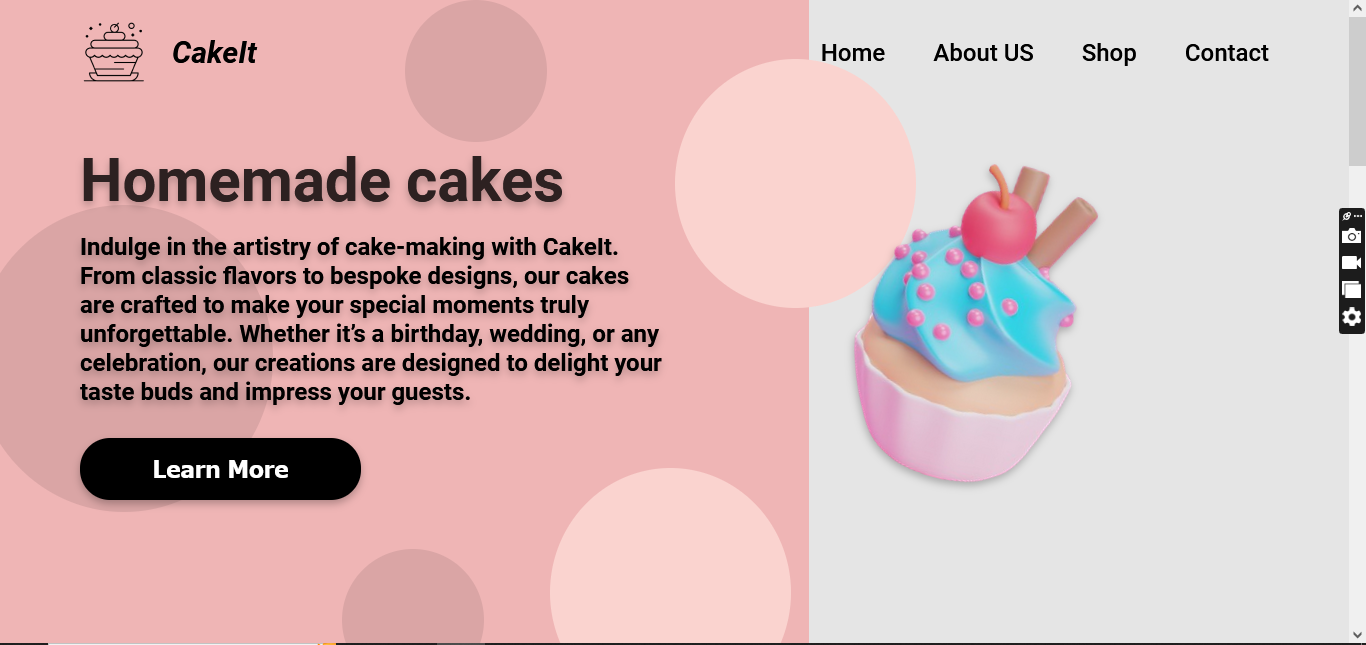 CakeIt
Home
About US
Shop
Contact
Homemade cakes
Indulge in the artistry of cake-making with CakeIt.
From classic flavors to bespoke designs, our cakes
are crafted to make your special moments truly
unforgettable. Whether it’s a birthday, wedding, or any
celebration, our creations are designed to delight your
taste buds and impress your guests.
Learn More